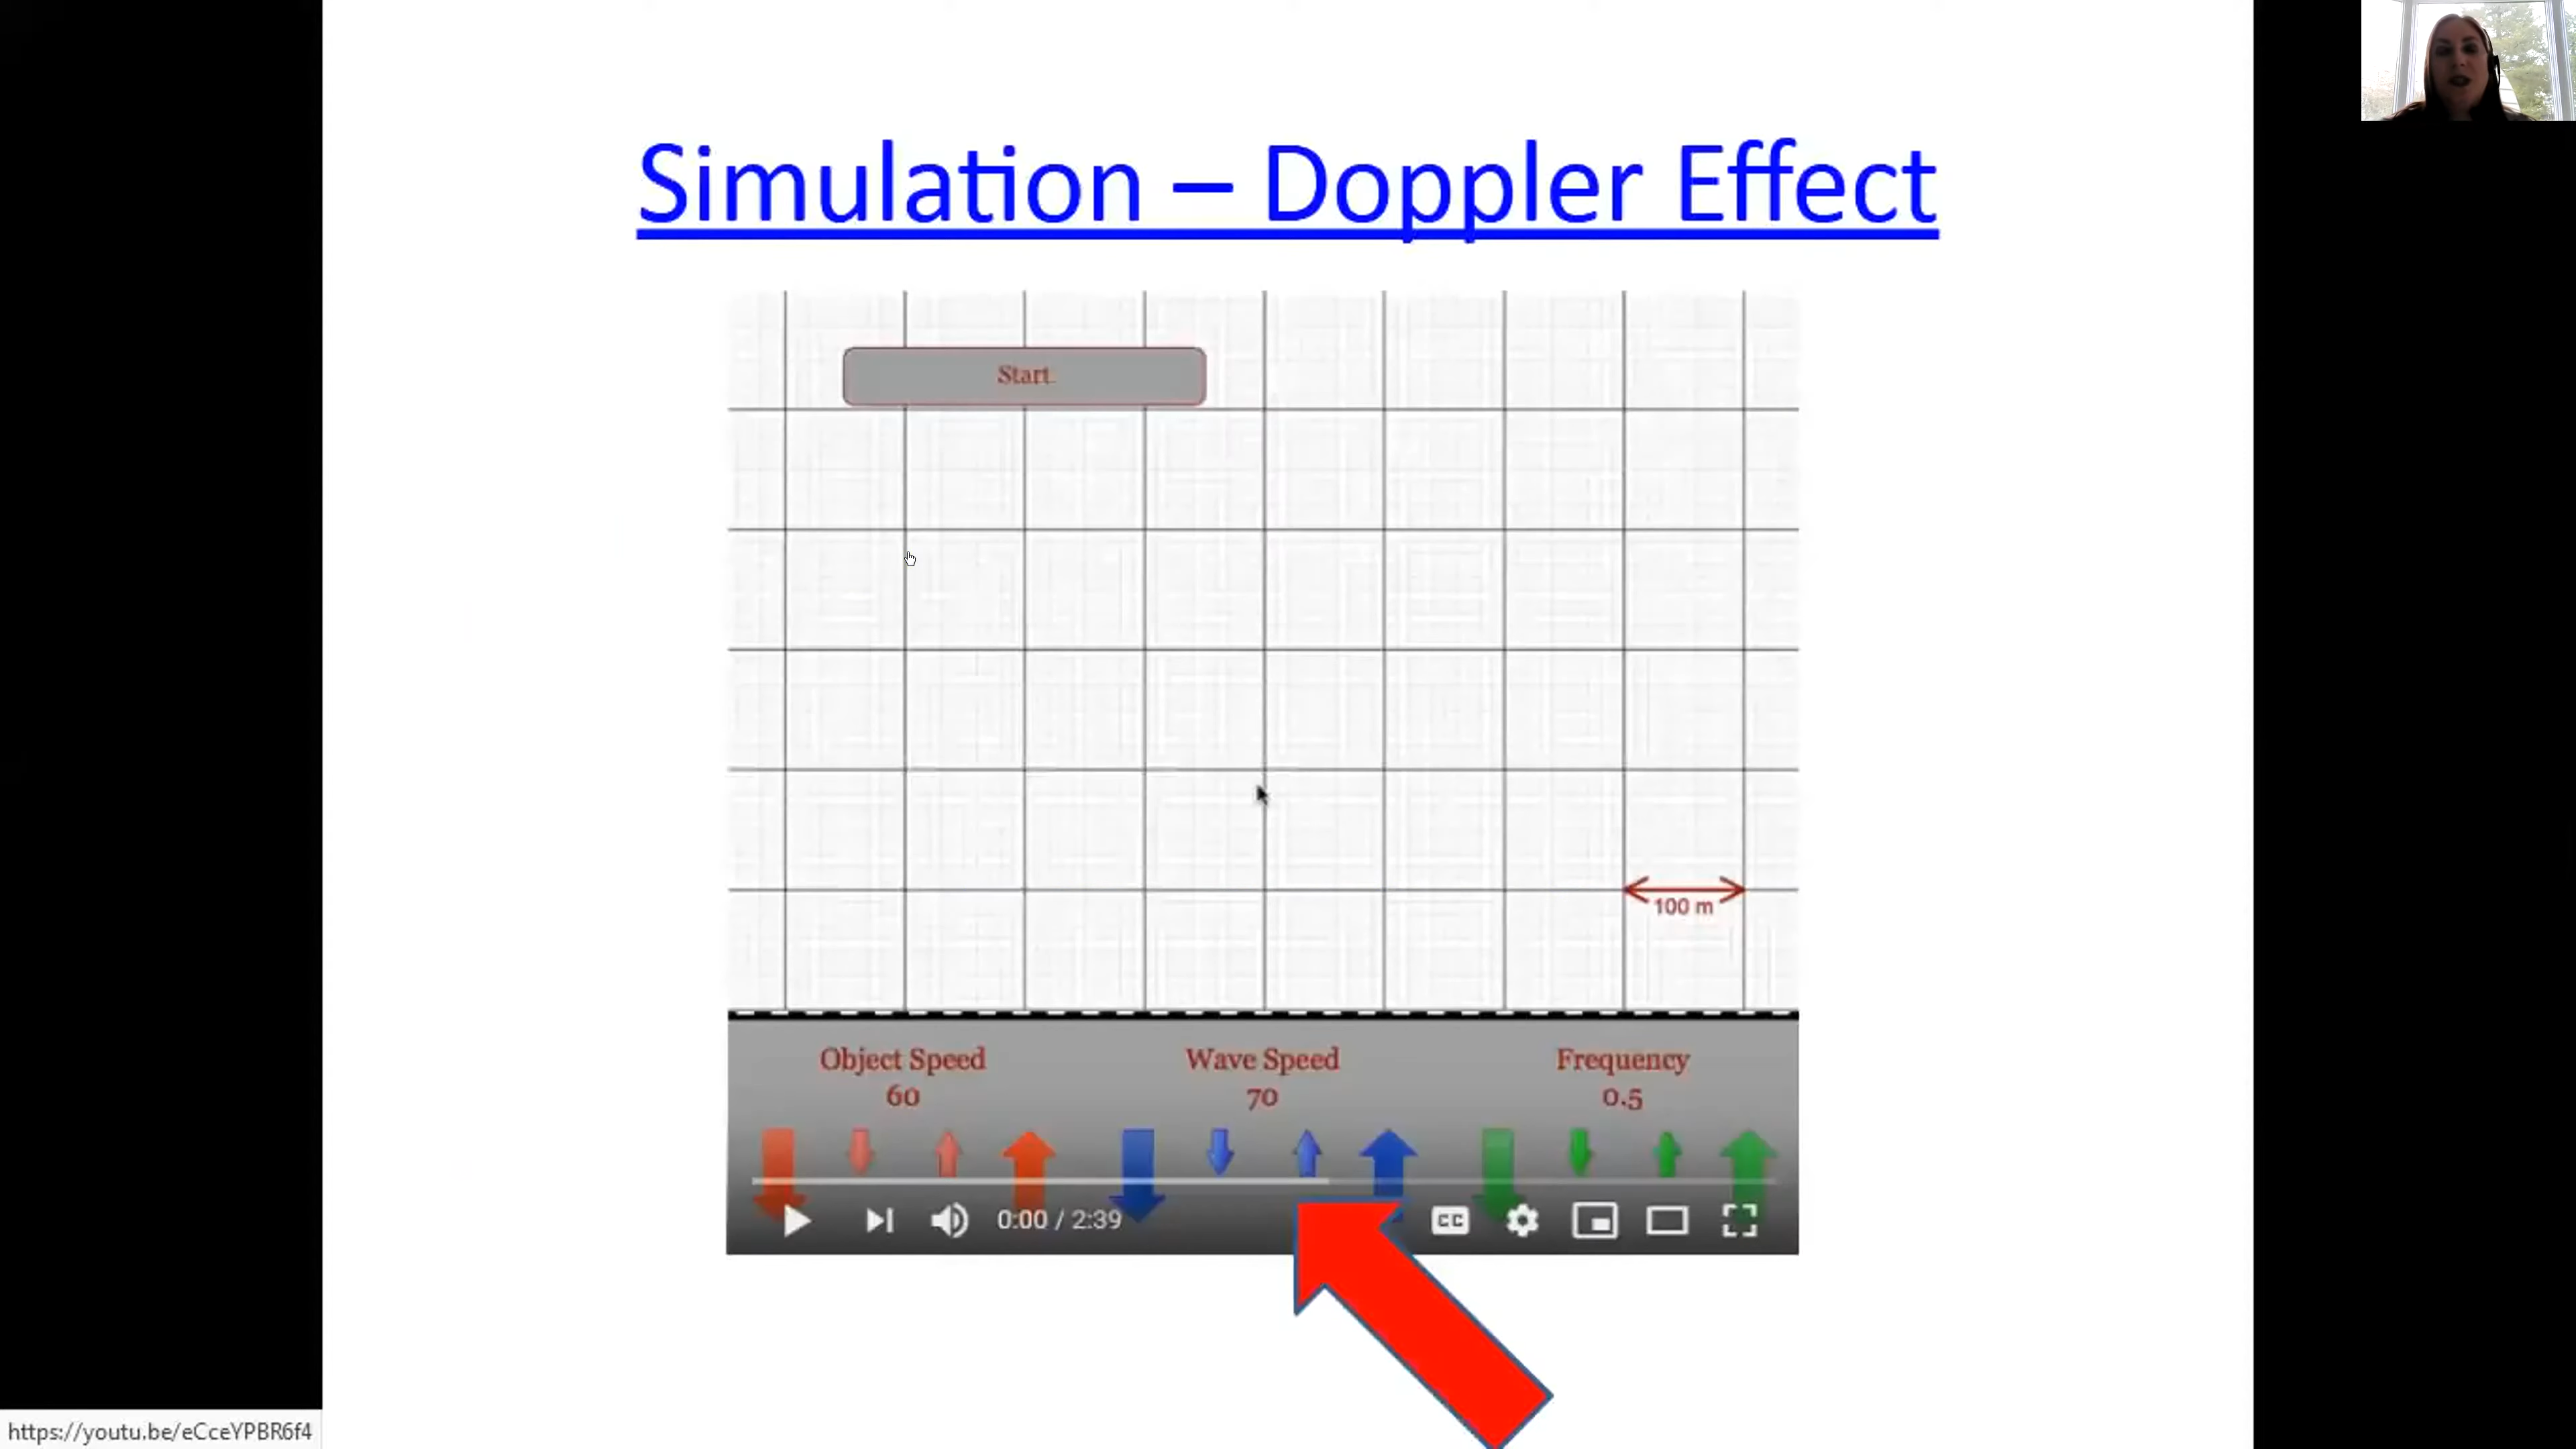 Simulation – Doppler Effect
Start
100 m
Object Speed
60
Wave Speed
70
Frequency
0.5
0:00 / 2:39
CC
https://youtu.be/eCceYPBR6f4